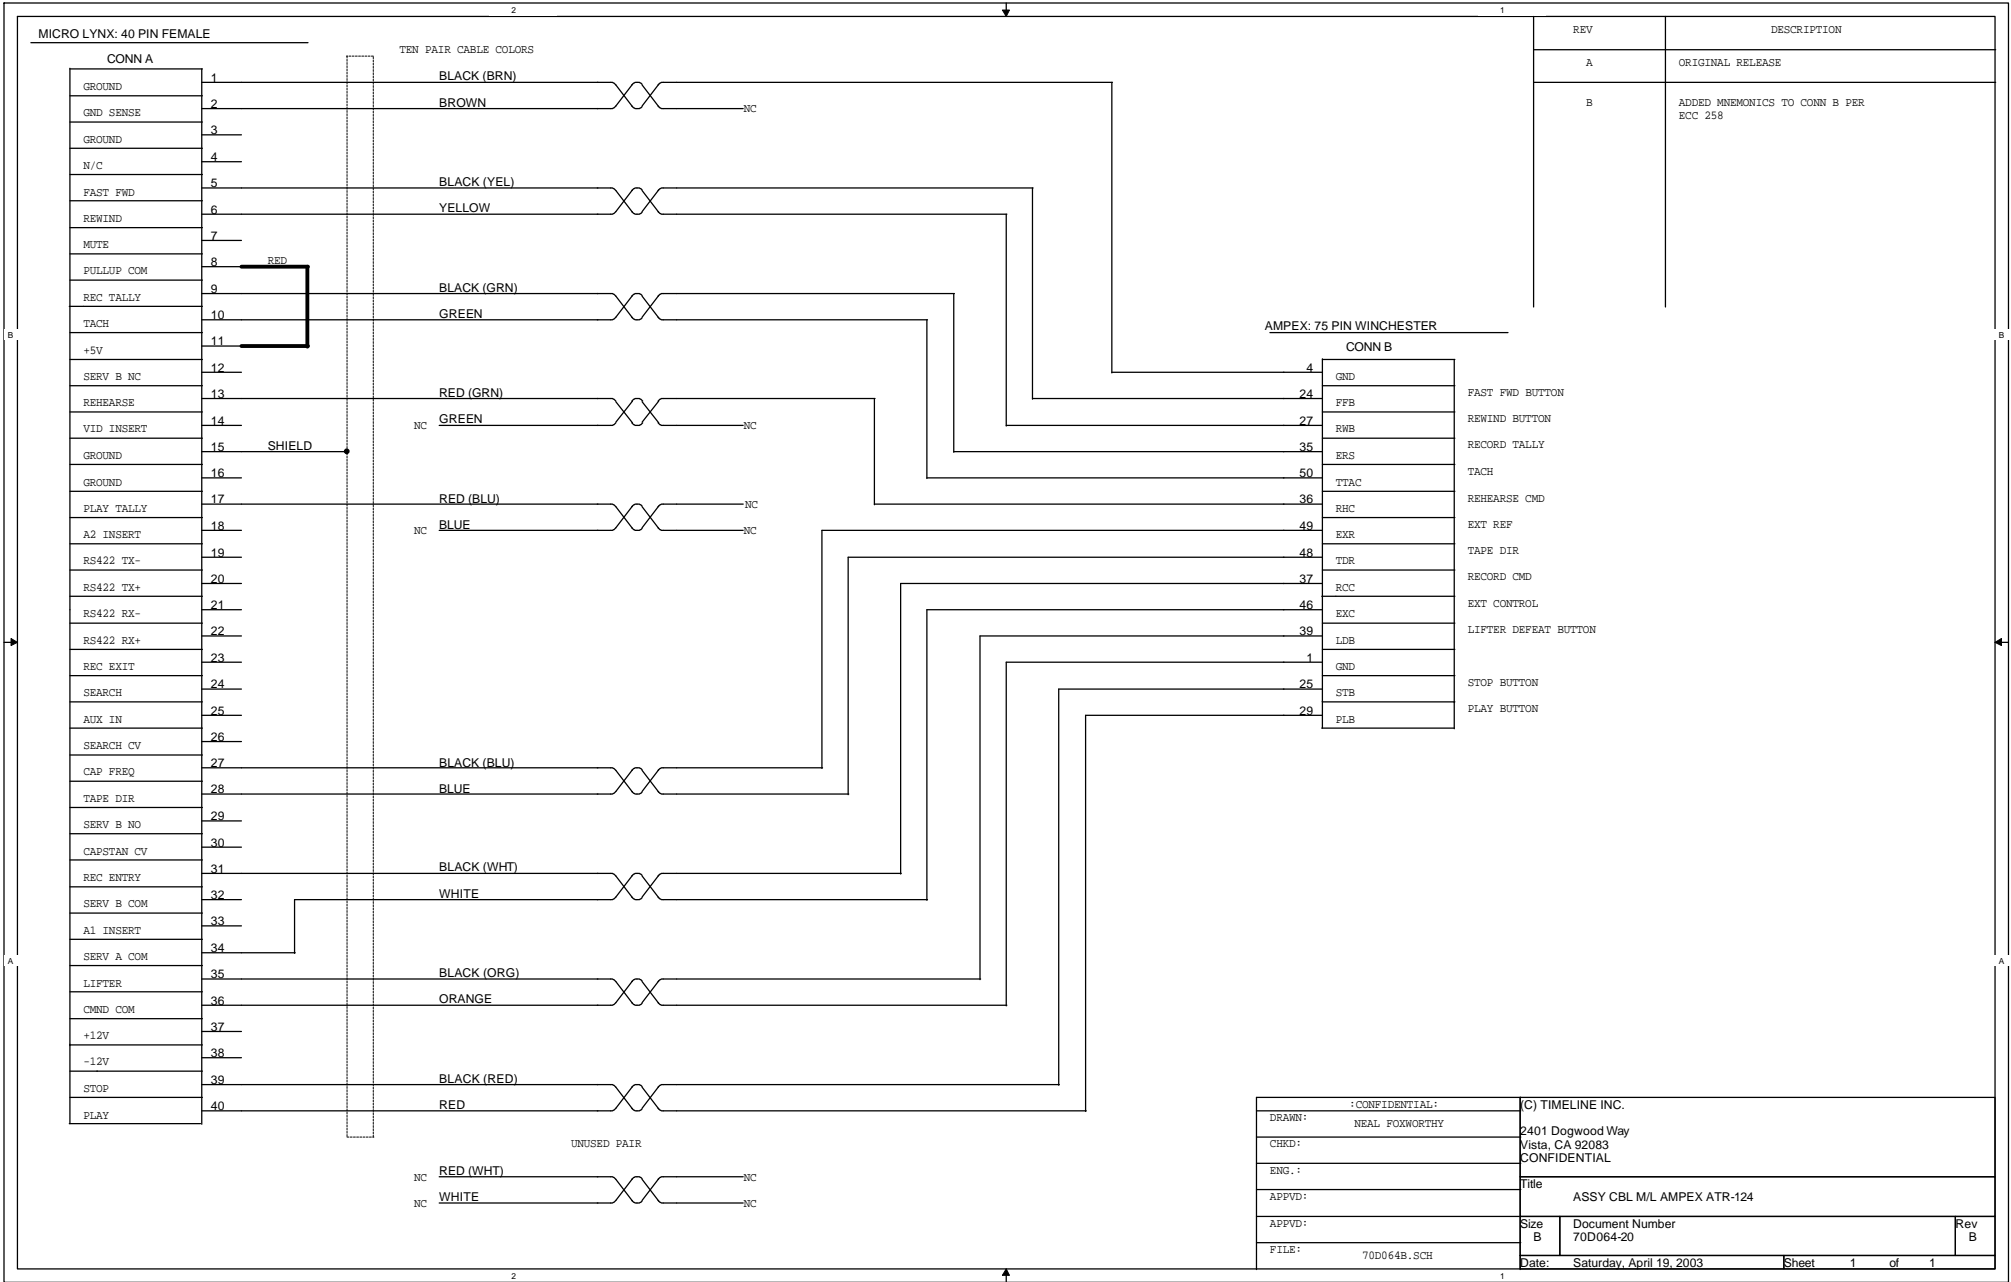 2
1
MICRO LYNX: 40 PIN FEMALE
CONN A
TEN PAIR CABLE COLORS
GROUND 1 BLACK (BRN)
GND SENSE 2 BROWN NC
GROUND 3
N/C 4
FAST FWD 5 BLACK (YEL)
REWIND 6 YELLOW
MUTE 7
PULLUP COM 8 RED
REC TALLY 9 BLACK (GRN)
TACH 10 GREEN
+5V 11
SERV B NC 12
REHEARSE 13 RED (GRN)
VID INSERT 14 NC GREEN NC
GROUND 15 SHIELD
GROUND 16
PLAY TALLY 17 RED (BLU) NC
A2 INSERT 18 NC BLUE NC
RS422 TX- 19
RS422 TX+ 20
RS422 RX- 21
RS422 RX+ 22
REC EXIT 23
SEARCH 24
AUX IN 25
SEARCH CV 26
CAP FREQ 27 BLACK (BLU)
TAPE DIR 28 BLUE
SERV B NO 29
CAPSTAN CV 30
REC ENTRY 31 BLACK (WHT)
SERV B COM 32 WHITE
A1 INSERT 33
SERV A COM 34
LIFTER 35 BLACK (ORG)
CMND COM 36 ORANGE
+12V 37
-12V 38
STOP 39 BLACK (RED)
PLAY 40 RED
UNUSED PAIR
NC RED (WHT) NC
NC WHITE NC
REV DESCRIPTION
A ORIGINAL RELEASE
B ADDED MNEMONICS TO CONN B PER
ECC 258
AMPEX: 75 PIN WINCHESTER
CONN B
4 GND
24 FFB FAST FWD BUTTON
27 RWB REWIND BUTTON
35 ERS RECORD TALLY
50 TTAC TACH
36 RHC REHEARSE CMD
49 EXR EXT REF
48 TDR TAPE DIR
37 RCC RECORD CMD
46 EXC EXT CONTROL
39 LDB LIFTER DEFEAT BUTTON
1 GND
25 STB STOP BUTTON
29 PLB PLAY BUTTON
B
B
A
A
:CONFIDENTIAL:
DRAWN: NEAL FOXWORTHY
CHKD:
ENG.:
APPVD:
APPVD:
FILE: 70D064B.SCH
(C) TIMELINE INC.
2401 Dogwood Way
Vista, CA 92083
CONFIDENTIAL
Title
ASSY CBL M/L AMPEX ATR-124
Size Document Number Rev
B 70D064-20 B
Date: Saturday, April 19, 2003 Sheet 1 of 1
2
1